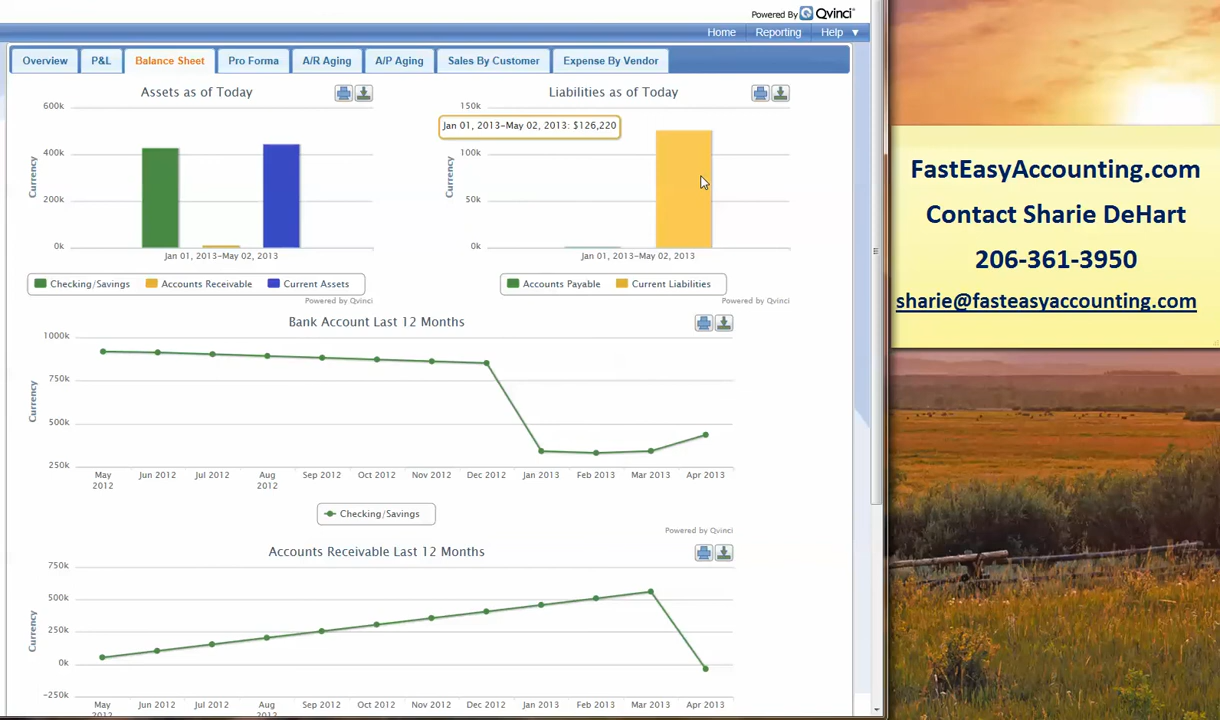 Powered By Qvinci
Home Reporting Help
Overview P&L Balance Sheet Pro Forma A/R Aging A/P Aging Sales By Customer Expense By Vendor
Assets as of Today
600k
400k
200k
0k
Currency
Jan 01, 2013-May 02, 2013
Checking/Savings Accounts Receivable Current Assets
Powered by Qvinci
Liabilities as of Today
150k
Jan 01, 2013-May 02, 2013: $126,220
100k
50k
0k
Currency
Jan 01, 2013-May 02, 2013
Accounts Payable Current Liabilities
Powered by Qvinci
Bank Account Last 12 Months
1000k
750k
500k
250k
Currency
May 2012 Jun 2012 Jul 2012 Aug 2012 Sep 2012 Oct 2012 Nov 2012 Dec 2012 Jan 2013 Feb 2013 Mar 2013 Apr 2013
Checking/Savings
Powered by Qvinci
Accounts Receivable Last 12 Months
750k
500k
250k
0k
-250k
Currency
May 2012 Jun 2012 Jul 2012 Aug 2012 Sep 2012 Oct 2012 Nov 2012 Dec 2012 Jan 2013 Feb 2013 Mar 2013 Apr 2013
FastEasyAccounting.com
Contact Sharie DeHart
206-361-3950
sharie@fasteasyaccounting.com